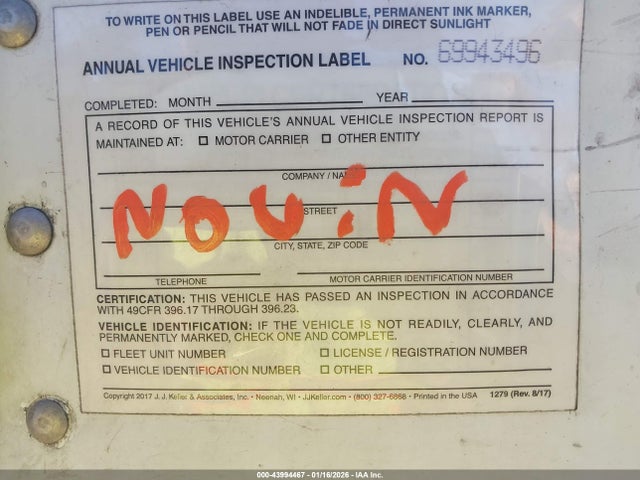 TO WRITE ON THIS LABEL USE AN INDELIBLE, PERMANENT INK MARKER,
PEN OR PENCIL THAT WILL NOT FADE IN DIRECT SUNLIGHT
ANNUAL VEHICLE INSPECTION LABEL NO. 69943496
COMPLETED: MONTH YEAR
A RECORD OF THIS VEHICLE'S ANNUAL VEHICLE INSPECTION REPORT IS
MAINTAINED AT: ☐ MOTOR CARRIER ☐ OTHER ENTITY
COMPANY / NAME
NO Vi:N
STREET
CITY, STATE, ZIP CODE
TELEPHONE MOTOR CARRIER IDENTIFICATION NUMBER
CERTIFICATION: THIS VEHICLE HAS PASSED AN INSPECTION IN ACCORDANCE
WITH 49CFR 396.17 THROUGH 396.23.
VEHICLE IDENTIFICATION: IF THE VEHICLE IS NOT READILY, CLEARLY, AND
PERMANENTLY MARKED, CHECK ONE AND COMPLETE.
☐ FLEET UNIT NUMBER ☐ LICENSE / REGISTRATION NUMBER
☐ VEHICLE IDENTIFICATION NUMBER ☐ OTHER
Copyright 2017 J. J. Keller & Associates, Inc. • Neenah, WI • JJKeller.com • (800) 327-6868 • Printed in the USA 1279 (Rev. 8/17)
000-43994467 - 01/16/2026 - IAA Inc.